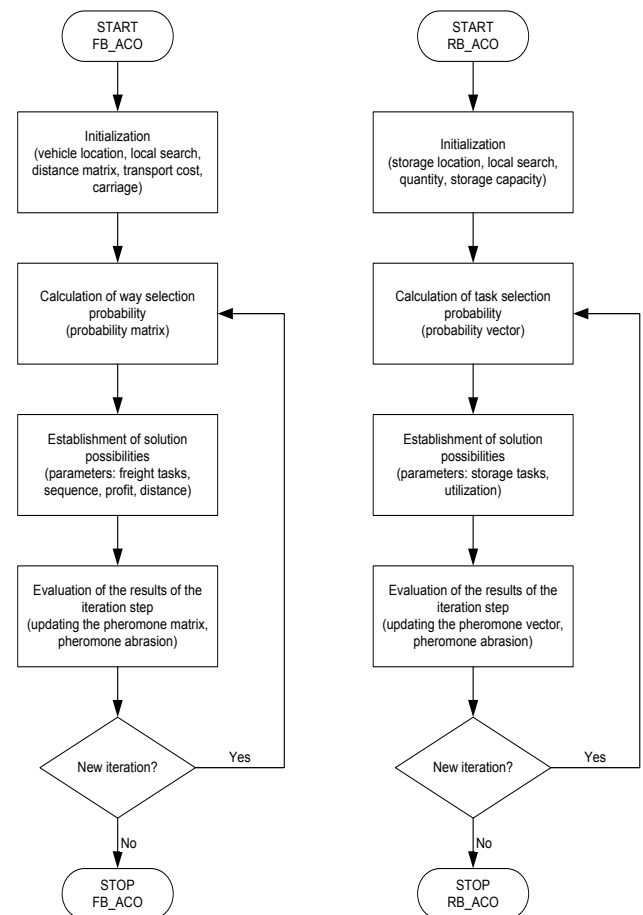 START
FB_ACO
Initialization
(vehicle location, local search,
distance matrix, transport cost,
carriage)
Calculation of way selection
probability
(probability matrix)
Establishment of solution
possibilities
(parameters: freight tasks,
sequence, profit, distance)
Evaluation of the results of the
iteration step
(updating the pheromone matrix,
pheromone abrasion)
New iteration?
Yes
No
STOP
FB_ACO
START
RB_ACO
Initialization
(storage location, local search,
quantity, storage capacity)
Calculation of task selection
probability
(probability vector)
Establishment of solution
possibilities
(parameters: storage tasks,
utilization)
Evaluation of the results of the
iteration step
(updating the pheromone vector,
pheromone abrasion)
New iteration?
Yes
No
STOP
RB_ACO